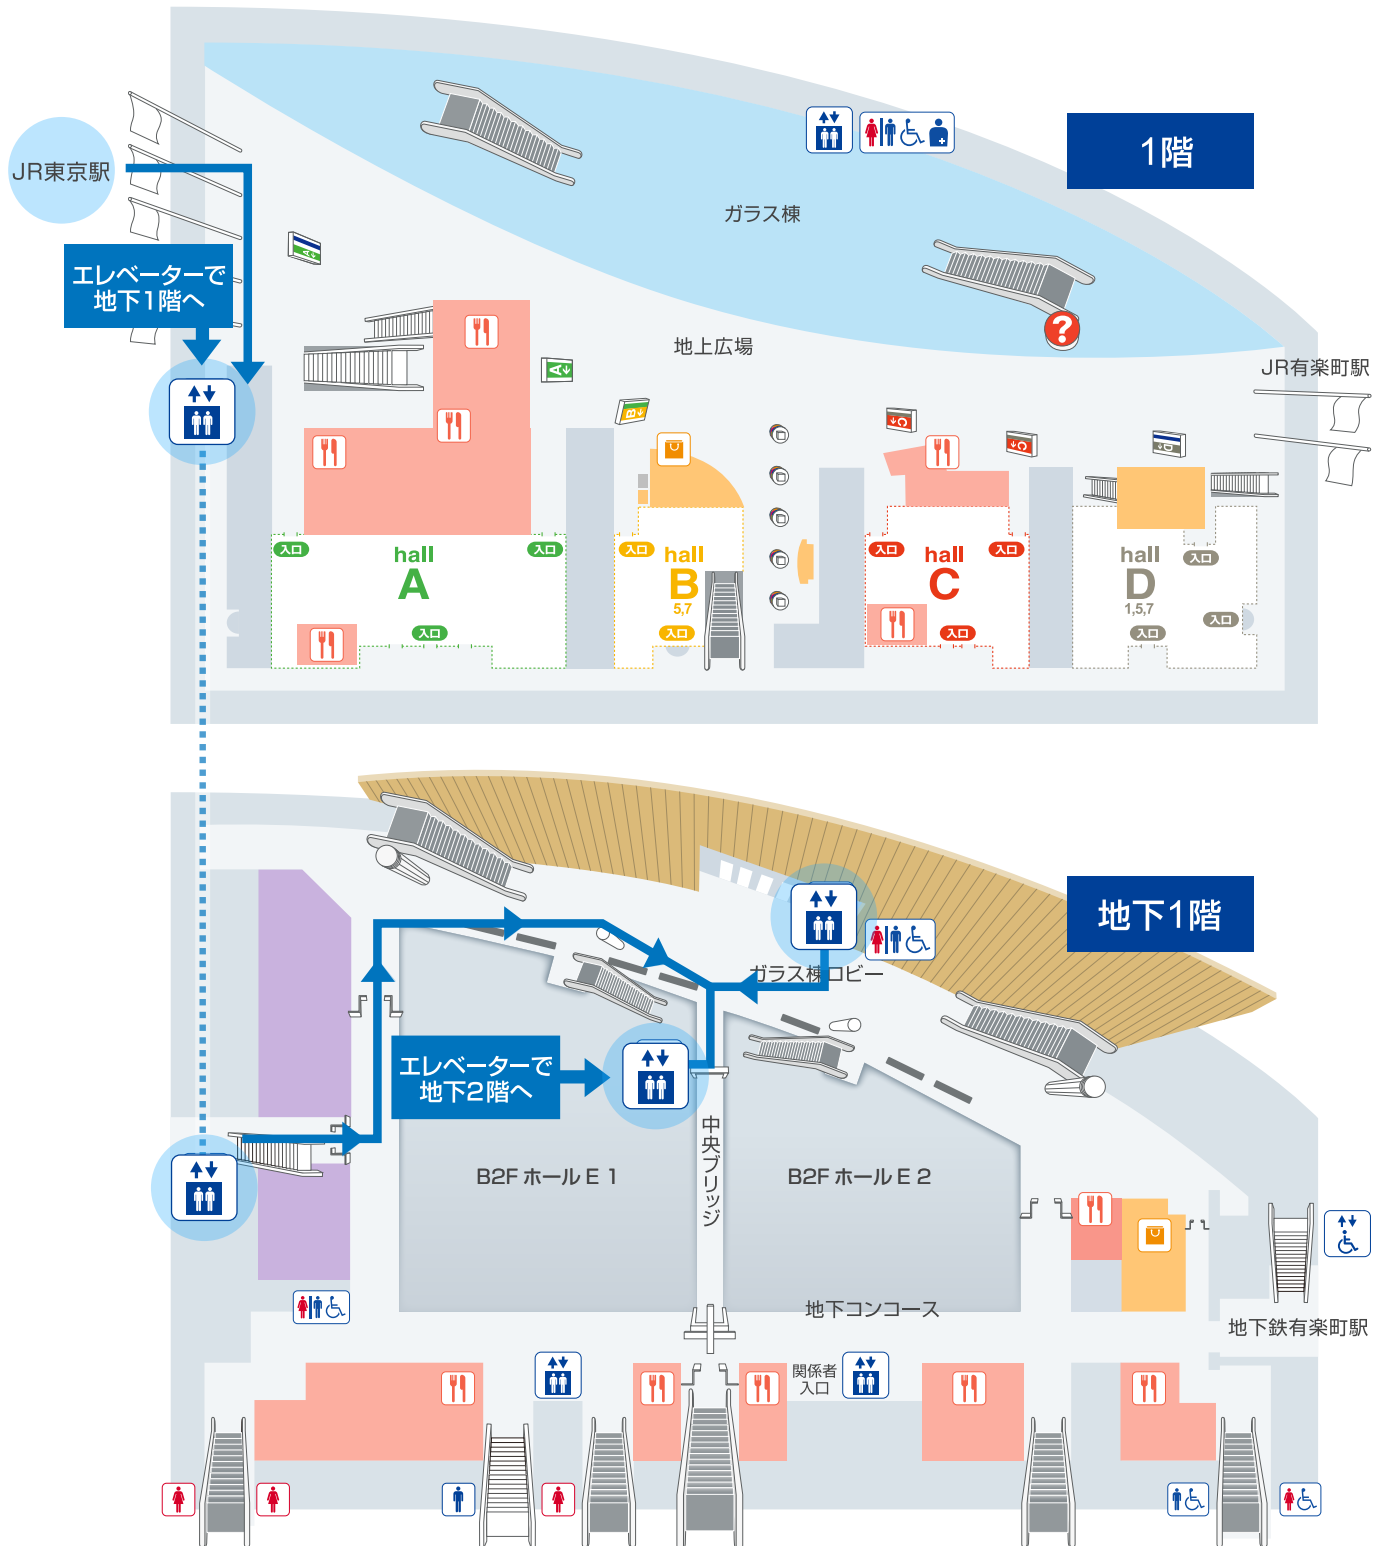 1階
JR東京駅
ガラス棟
エレベーターで
地下1階へ
A
地上広場
JR有楽町駅
A
B
C
C
D
入口
入口
入口
入口
入口
入口
hall
A
hall
B
5,7
hall
C
hall
D
1,5,7
入口
入口
入口
入口
入口
地下1階
ガラス棟ロビー
エレベーターで
地下2階へ
中央ブリッジ
B2F ホール E 1
B2F ホール E 2
地下コンコース
地下鉄有楽町駅
関係者
入口